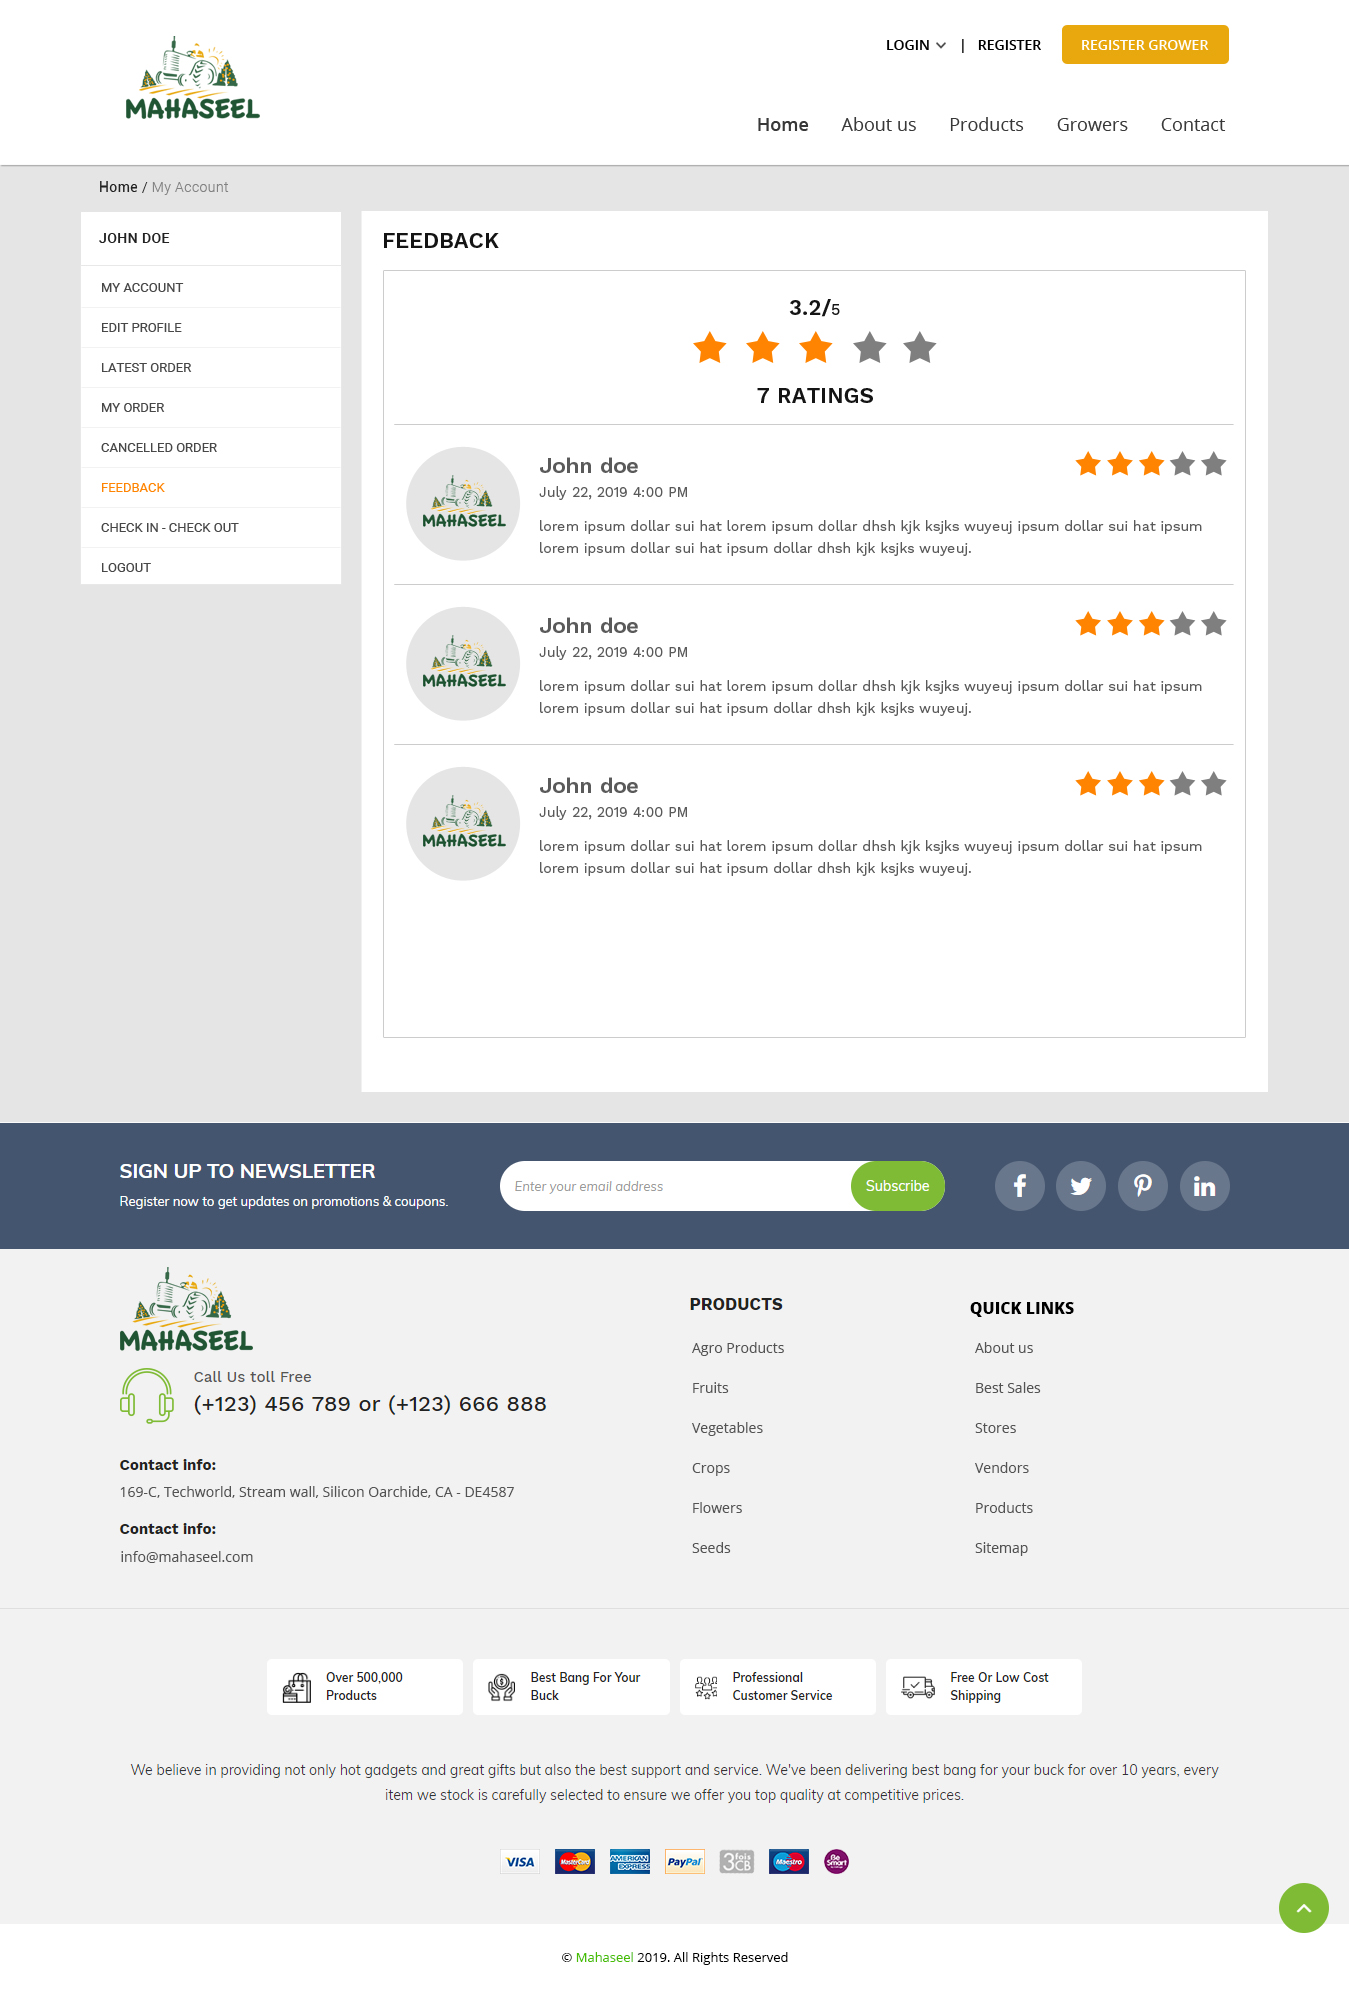 MAHASEEL
LOGIN | REGISTER REGISTER GROWER
Home About us Products Growers Contact
Home / My Account
JOHN DOE
MY ACCOUNT
EDIT PROFILE
LATEST ORDER
MY ORDER
CANCELLED ORDER
FEEDBACK
CHECK IN - CHECK OUT
LOGOUT
FEEDBACK
3.2/5
7 RATINGS
MAHASEEL
John doe
July 22, 2019 4:00 PM
lorem ipsum dollar sui hat lorem ipsum dollar dhsh kjk ksjks wuyeuj ipsum dollar sui hat ipsum
lorem ipsum dollar sui hat ipsum dollar dhsh kjk ksjks wuyeuj.
MAHASEEL
John doe
July 22, 2019 4:00 PM
lorem ipsum dollar sui hat lorem ipsum dollar dhsh kjk ksjks wuyeuj ipsum dollar sui hat ipsum
lorem ipsum dollar sui hat ipsum dollar dhsh kjk ksjks wuyeuj.
MAHASEEL
John doe
July 22, 2019 4:00 PM
lorem ipsum dollar sui hat lorem ipsum dollar dhsh kjk ksjks wuyeuj ipsum dollar sui hat ipsum
lorem ipsum dollar sui hat ipsum dollar dhsh kjk ksjks wuyeuj.
SIGN UP TO NEWSLETTER
Register now to get updates on promotions & coupons.
Enter your email address
Subscribe
MAHASEEL
Call Us toll Free
(+123) 456 789 or (+123) 666 888
Contact info:
169-C, Techworld, Stream wall, Silicon Oarchide, CA - DE4587
Contact info:
info@mahaseel.com
PRODUCTS
Agro Products
Fruits
Vegetables
Crops
Flowers
Seeds
QUICK LINKS
About us
Best Sales
Stores
Vendors
Products
Sitemap
Over 500,000
Products
Best Bang For Your
Buck
Professional
Customer Service
Free Or Low Cost
Shipping
We believe in providing not only hot gadgets and great gifts but also the best support and service. We've been delivering best bang for your buck for over 10 years, every
item we stock is carefully selected to ensure we offer you top quality at competitive prices.
VISA
MasterCard
AMERICAN
EXPRESS
PayPal
3 fois
CB
Maestro
Be
Smart
© Mahaseel 2019. All Rights Reserved